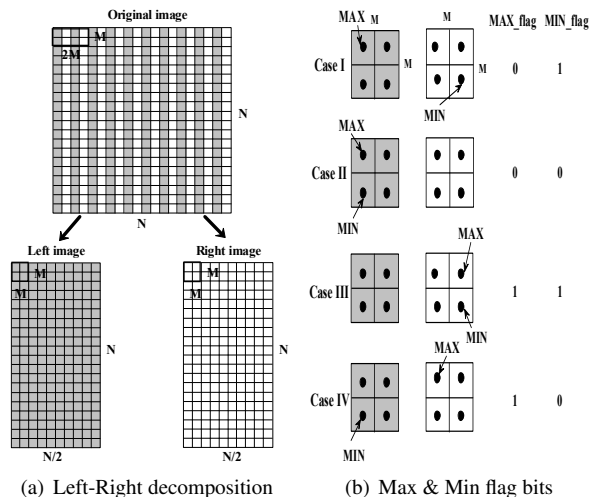 Original image
M
2M
N
N
Left image
Right image
M
M
M
M
N
N
N/2
N/2
(a) Left-Right decomposition
MAX
M
M
MAX_flag
MIN_flag
Case I
M
M
0
1
MIN
MAX
Case II
0
0
MIN
MAX
Case III
1
1
MIN
MAX
Case IV
1
0
MIN
(b) Max & Min flag bits